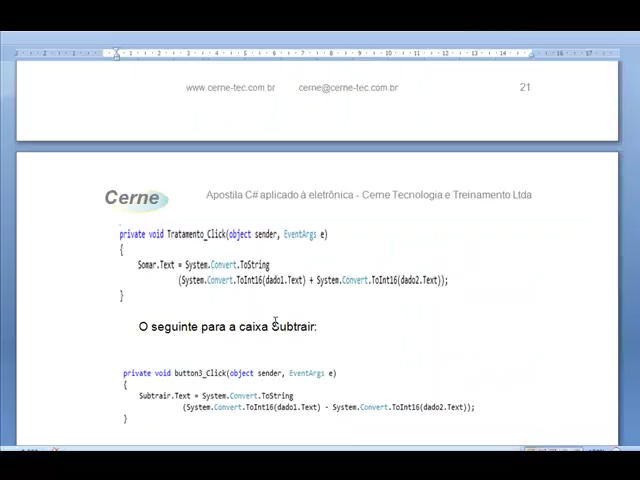 www cerne-tec.com.br cerne@cerne-tec.com.br 21
Cerne
Apostila C# aplicado à eletrônica - Cerne Tecnologia e Treinamento Ltda
private void Tratamento_Click(object sender, EventArgs e)
{
Somar.Text = System.Convert.ToString
(System.Convert.ToInt16(dado1.Text) + System.Convert.ToInt16(dado2.Text));
}
O seguinte para a caixa Subtrair:
private void button3_Click(object sender, EventArgs e)
{
Subtrair.Text = System.Convert.ToString
(System.Convert.ToInt16(dado1.Text) - System.Convert.ToInt16(dado2.Text));
}